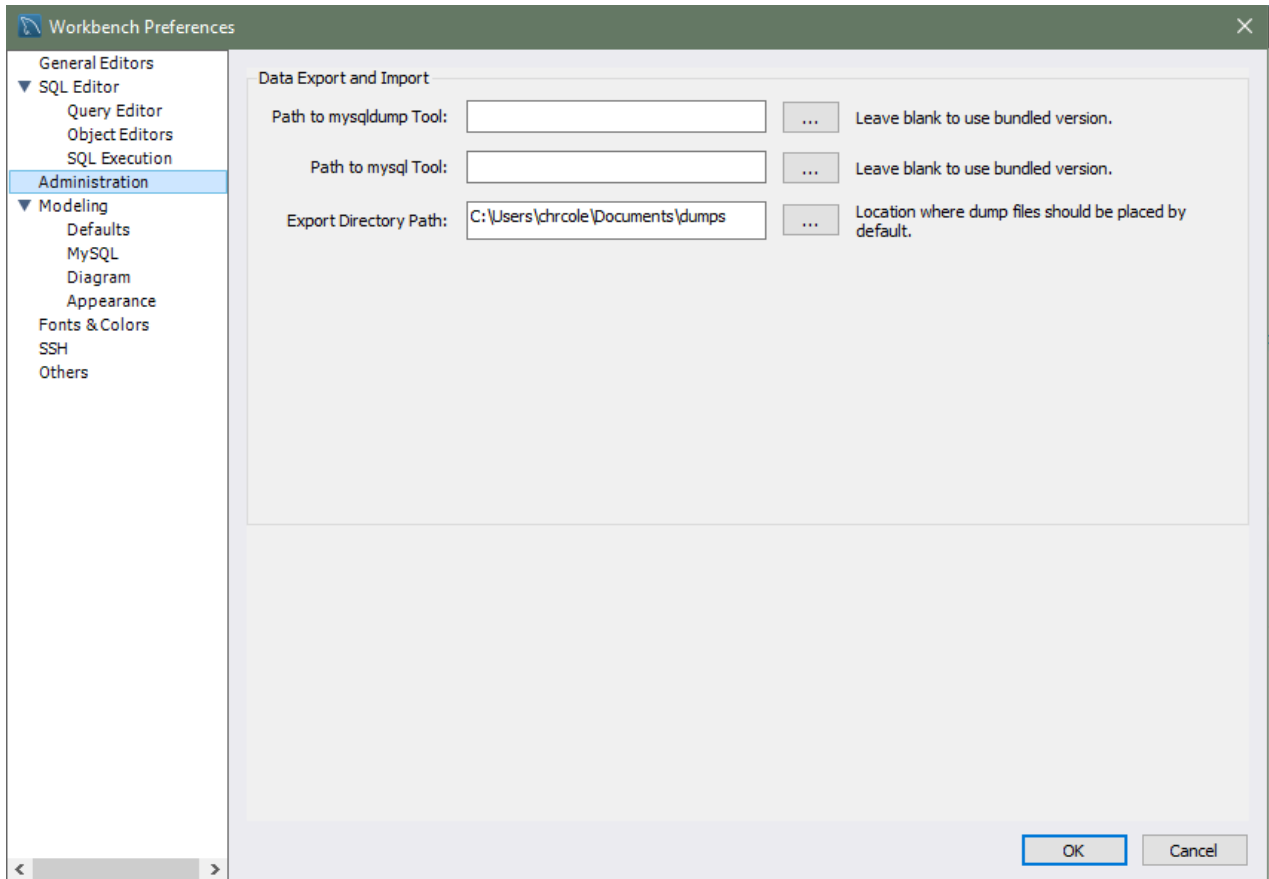 Workbench Preferences
General Editors
SQL Editor
Query Editor
Object Editors
SQL Execution
Administration
Modeling
Defaults
MySQL
Diagram
Appearance
Fonts & Colors
SSH
Others
Data Export and Import
Path to mysqldump Tool: ... Leave blank to use bundled version.
Path to mysql Tool: ... Leave blank to use bundled version.
Export Directory Path: C:\Users\chrcole\Documents\dumps ... Location where dump files should be placed by
default.
OK Cancel